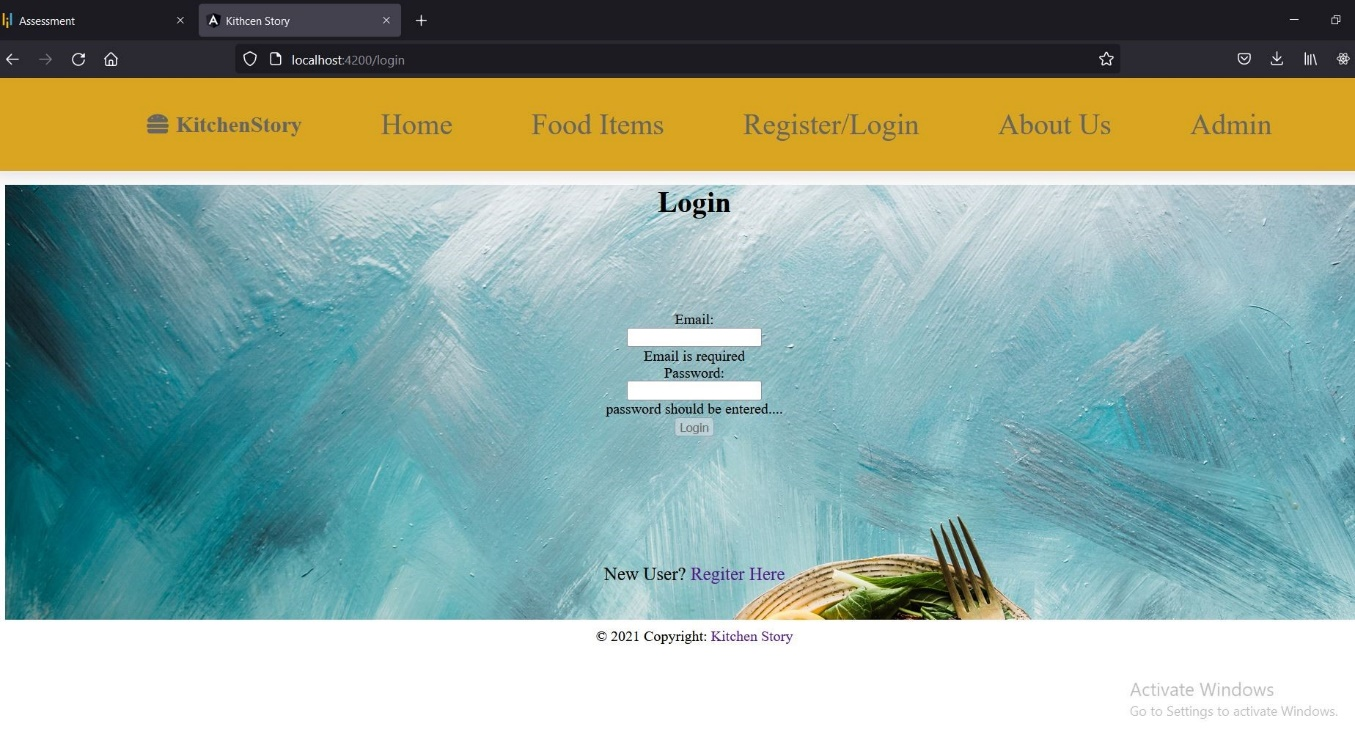 Assessment
Kithcen Story
localhost:4200/login
KitchenStory Home Food Items Register/Login About Us Admin
Login
Email:
Email is required
Password:
password should be entered....
Login
New User? Regiter Here
© 2021 Copyright: Kitchen Story
Activate Windows
Go to Settings to activate Windows.